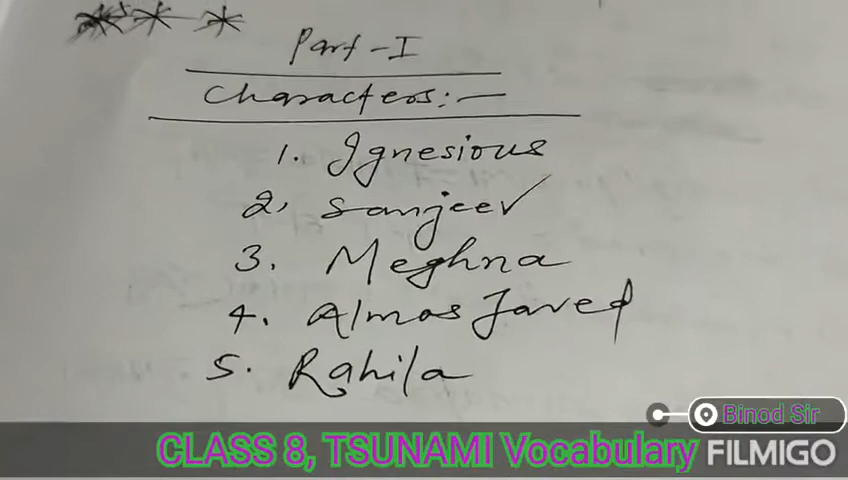 Part-I
Characters:-
1. Ignesious
2. Sanjeev
3. Meghna
4. Almas Javed
5. Rahila
Binod Sir
CLASS 8, TSUNAMI Vocabulary
FILMIGO